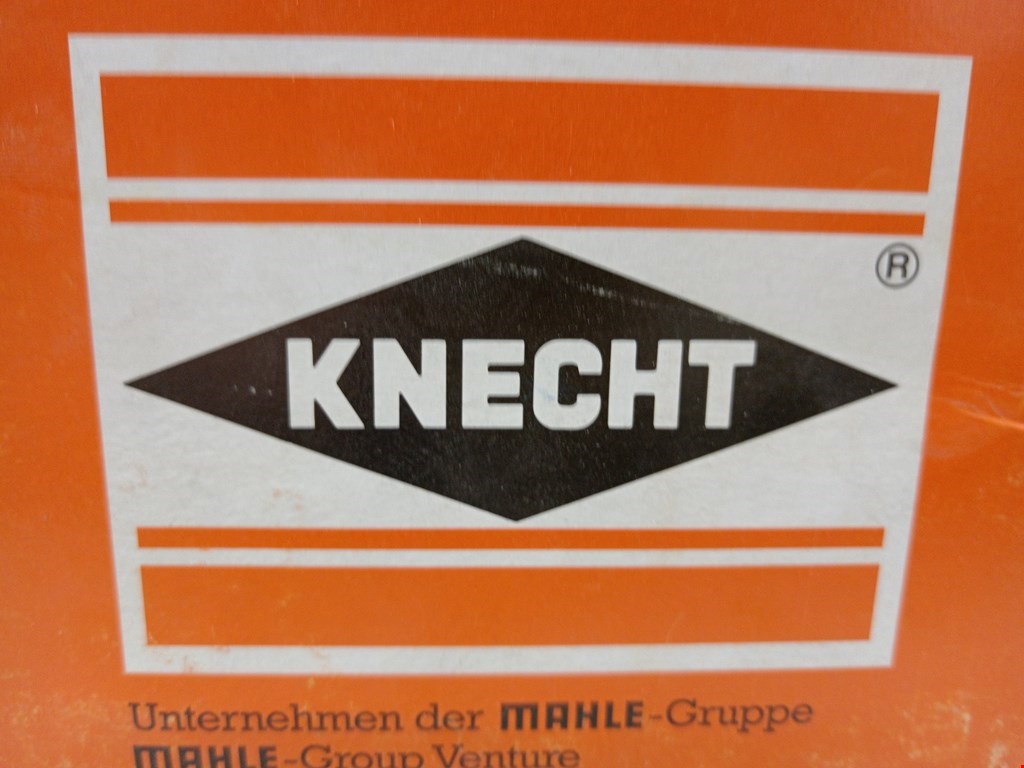 ®
KNECHT
Unternehmen der MAHLE-Gruppe
MAHLE-Group Venture